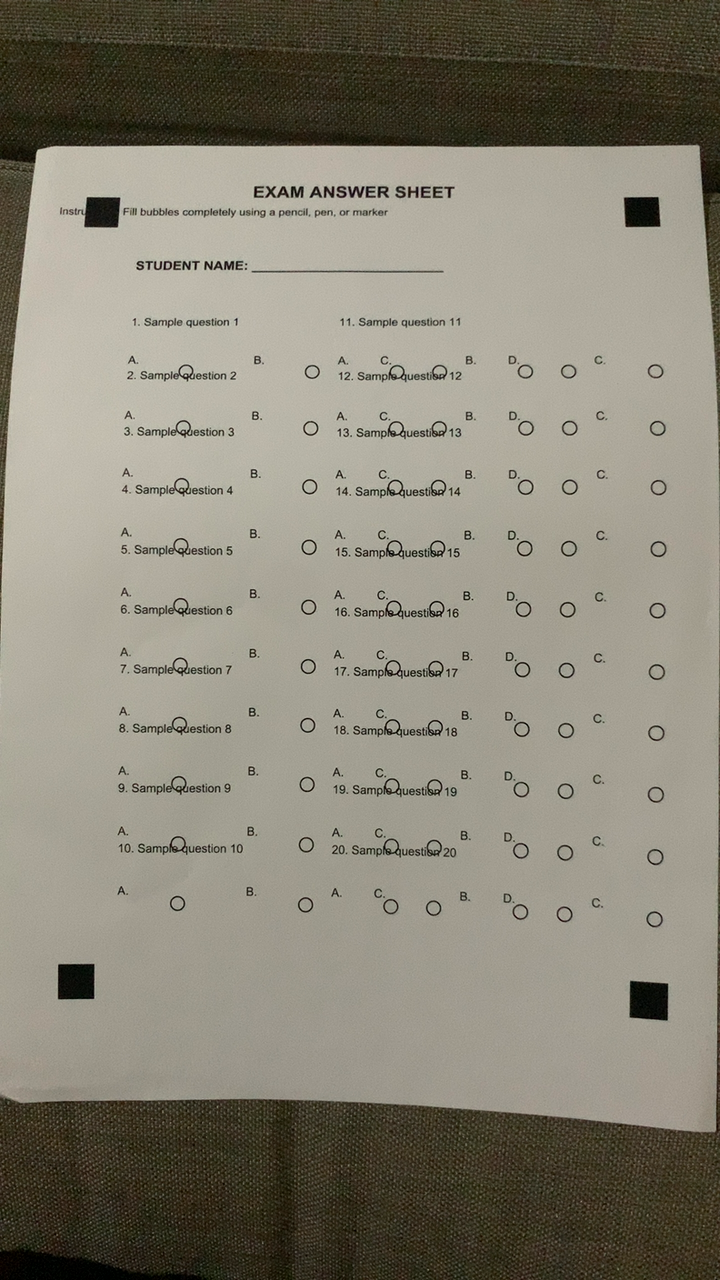 EXAM ANSWER SHEET
Instru Fill bubbles completely using a pencil, pen, or marker
STUDENT NAME:
1. Sample question 1 11. Sample question 11
A. B. A. C. B. D. C.
2. Sample question 2 12. Sample question 12
A. B. A. C. B. D. C.
3. Sample question 3 13. Sample question 13
A. B. A. C. B. D. C.
4. Sample question 4 14. Sample question 14
A. B. A. C. B. D. C.
5. Sample question 5 15. Sample question 15
A. B. A. C. B. D. C.
6. Sample question 6 16. Sample question 16
A. B. A. C. B. D. C.
7. Sample question 7 17. Sample question 17
A. B. A. C. B. D. C.
8. Sample question 8 18. Sample question 18
A. B. A. C. B. D. C.
9. Sample question 9 19. Sample question 19
A. B. A. C. B. D. C.
10. Sample question 10 20. Sample question 20
A. B. A. C. B. D. C.